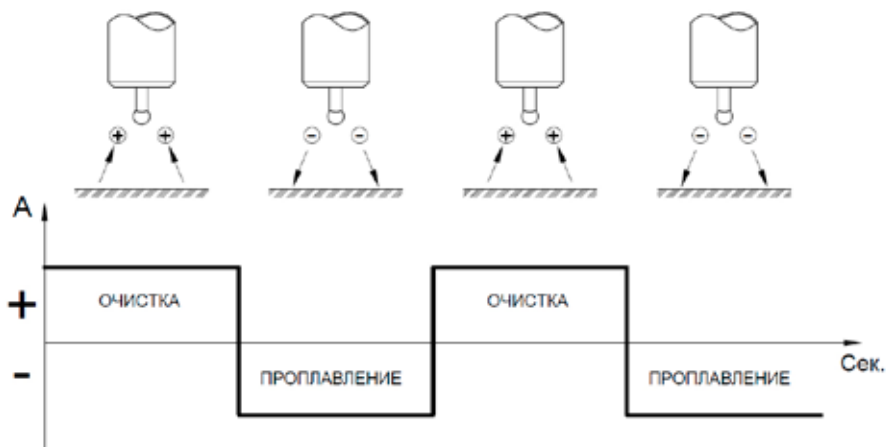 + + - - + + - -
A
+
ОЧИСТКА
ОЧИСТКА
-
ПРОПЛАВЛЕНИЕ
ПРОПЛАВЛЕНИЕ
Сек.